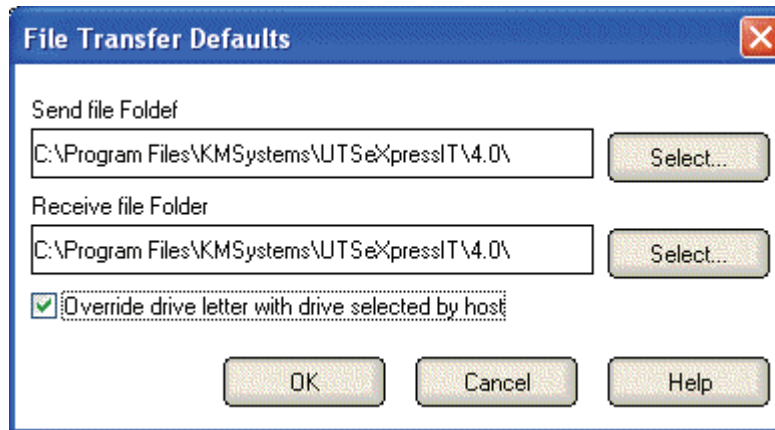 File Transfer Defaults
Send file Foldef
C:\Program Files\KMSystems\UTSeXpressIT\4.0\
Select...
Receive file Folder
C:\Program Files\KMSystems\UTSeXpressIT\4.0\
Select...
Override drive letter with drive selected by host
OK Cancel Help